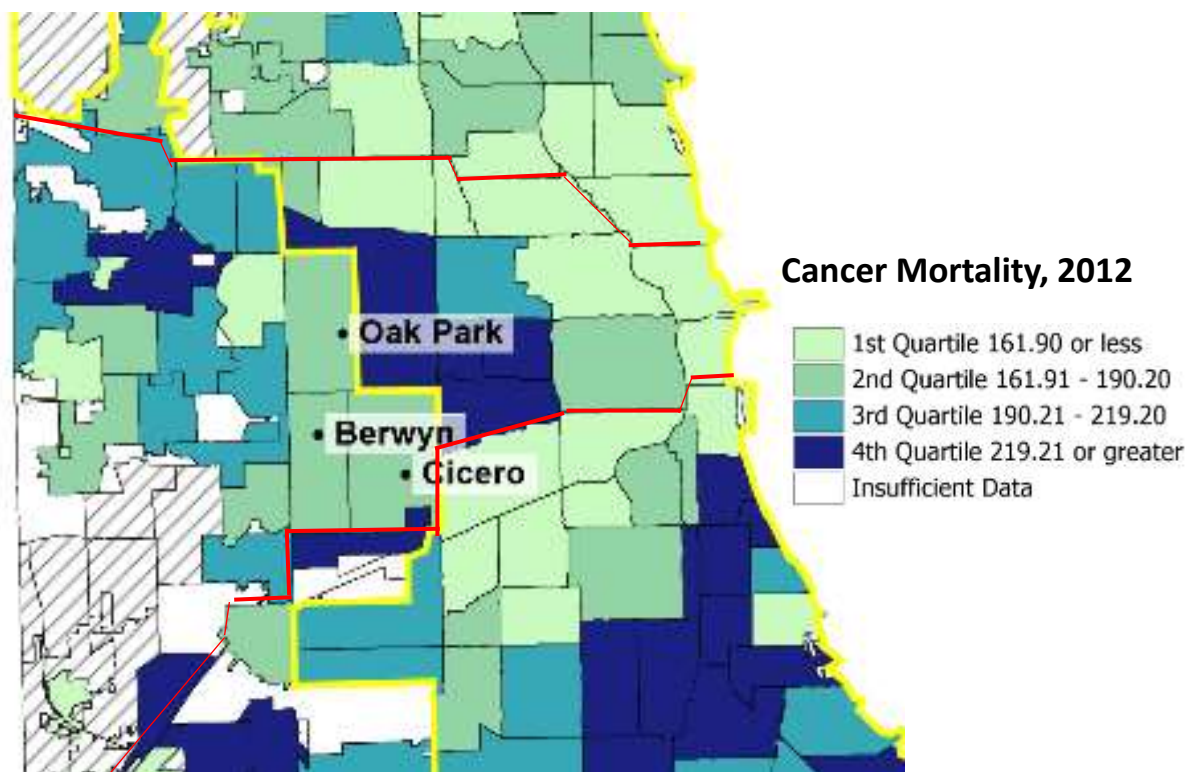 Cancer Mortality, 2012
Oak Park
1st Quartile 161.90 or less
2nd Quartile 161.91 - 190.20
3rd Quartile 190.21 - 219.20
4th Quartile 219.21 or greater
Insufficient Data
Berwyn
Cicero